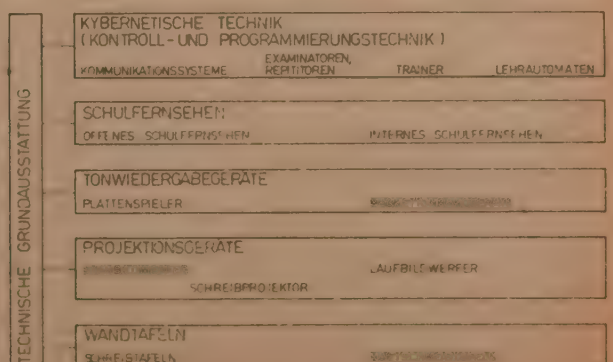 TECHNISCHE GRUNDAUSSTATTUNG
KYBERNETISCHE TECHNIK
(KONTROLL- UND PROGRAMMIERUNGSTECHNIK)
KOMMUNIKATIONSSYSTEME
EXAMINATOREN,
REPITITOREN
TRAINER
LEHRAUTOMATEN
SCHULFERNSEHEN:
OFFENES SCHULFERNSEHEN
INTERNES SCHULFERNSEHEN
TONWIEDERGABEGERÄTE
PLATTENSPIELER
PROJEKTIONSGERÄTE
LAUFBILDWERFER
SCHREIBPROJEKTOR
WANDTAFELN
SCHREIBTAFELN